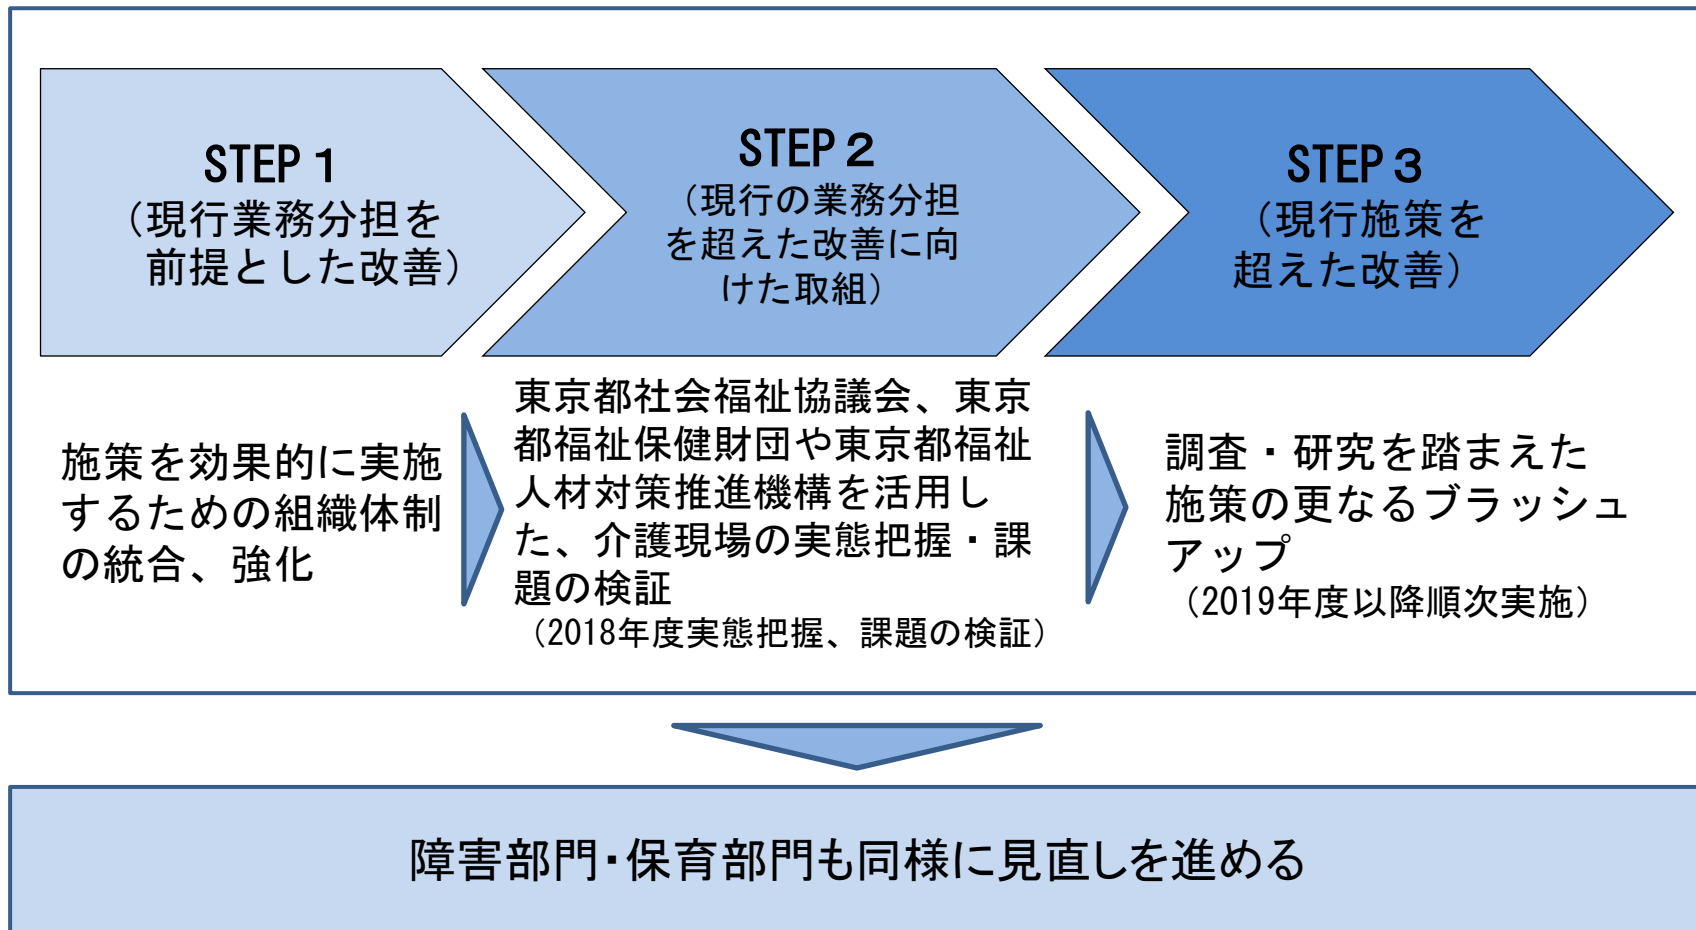 STEP１
（現行業務分担を
前提とした改善）
STEP２
（現行の業務分担
を超えた改善に向
けた取組）
STEP３
（現行施策を
超えた改善）
施策を効果的に実施
するための組織体制
の統合、強化
東京都社会福祉協議会、東京
都福祉保健財団や東京都福祉
人材対策推進機構を活用し
た、介護現場の実態把握・課
題の検証
（2018年度実態把握、課題の検証）
調査・研究を踏まえた
施策の更なるブラッシュ
アップ
（2019年度以降順次実施）
障害部門・保育部門も同様に見直しを進める